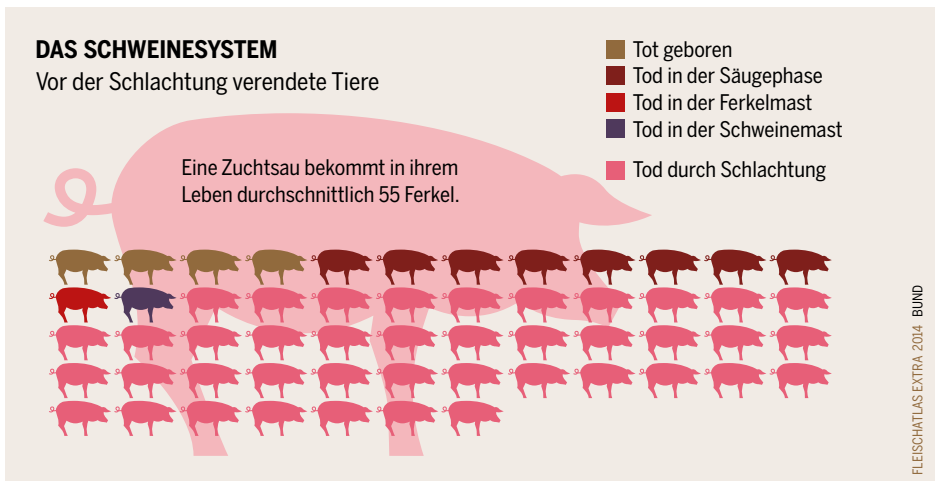 DAS SCHWEINESYSTEM
Vor der Schlachtung verendete Tiere
Tot geboren
Tod in der Säugephase
Tod in der Ferkelmast
Tod in der Schweinemast
Tod durch Schlachtung
Eine Zuchtsau bekommt in ihrem
Leben durchschnittlich 55 Ferkel.
FLEISCHATLAS EXTRA 2014 BUND